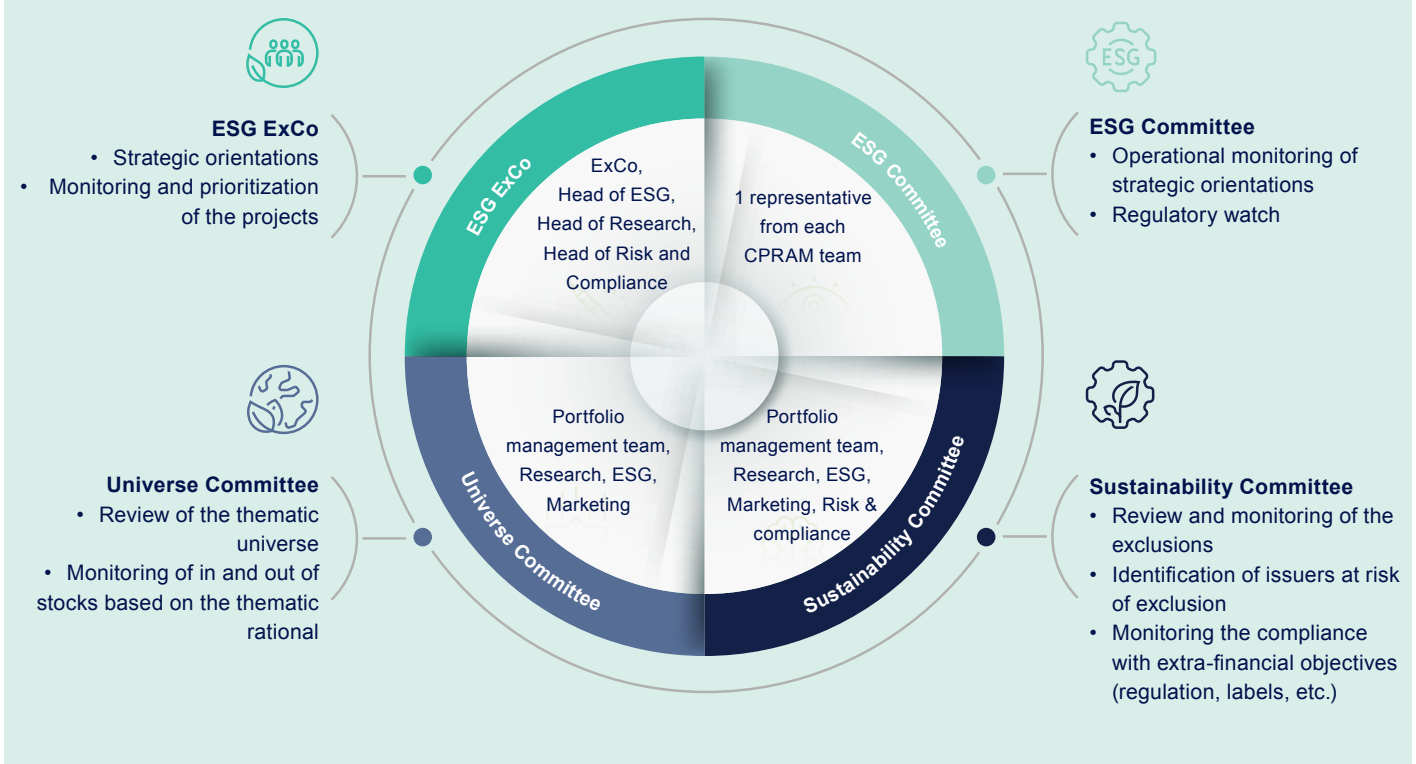 ESG ExCo
• Strategic orientations
• Monitoring and prioritization
of the projects
ESG
ESG Committee
• Operational monitoring of
strategic orientations
• Regulatory watch
ESG ExCo
ExCo,
Head of ESG,
Head of Research,
Head of Risk and
Compliance
ESG Committee
1 representative
from each
CPRAM team
Universe Committee
Portfolio
management team,
Research, ESG,
Marketing
Sustainability Committee
Portfolio
management team,
Research, ESG,
Marketing, Risk &
compliance
Universe Committee
• Review of the thematic
universe
• Monitoring of in and out of
stocks based on the thematic
rational
Sustainability Committee
• Review and monitoring of the
exclusions
• Identification of issuers at risk
of exclusion
• Monitoring the compliance
with extra-financial objectives
(regulation, labels, etc.)